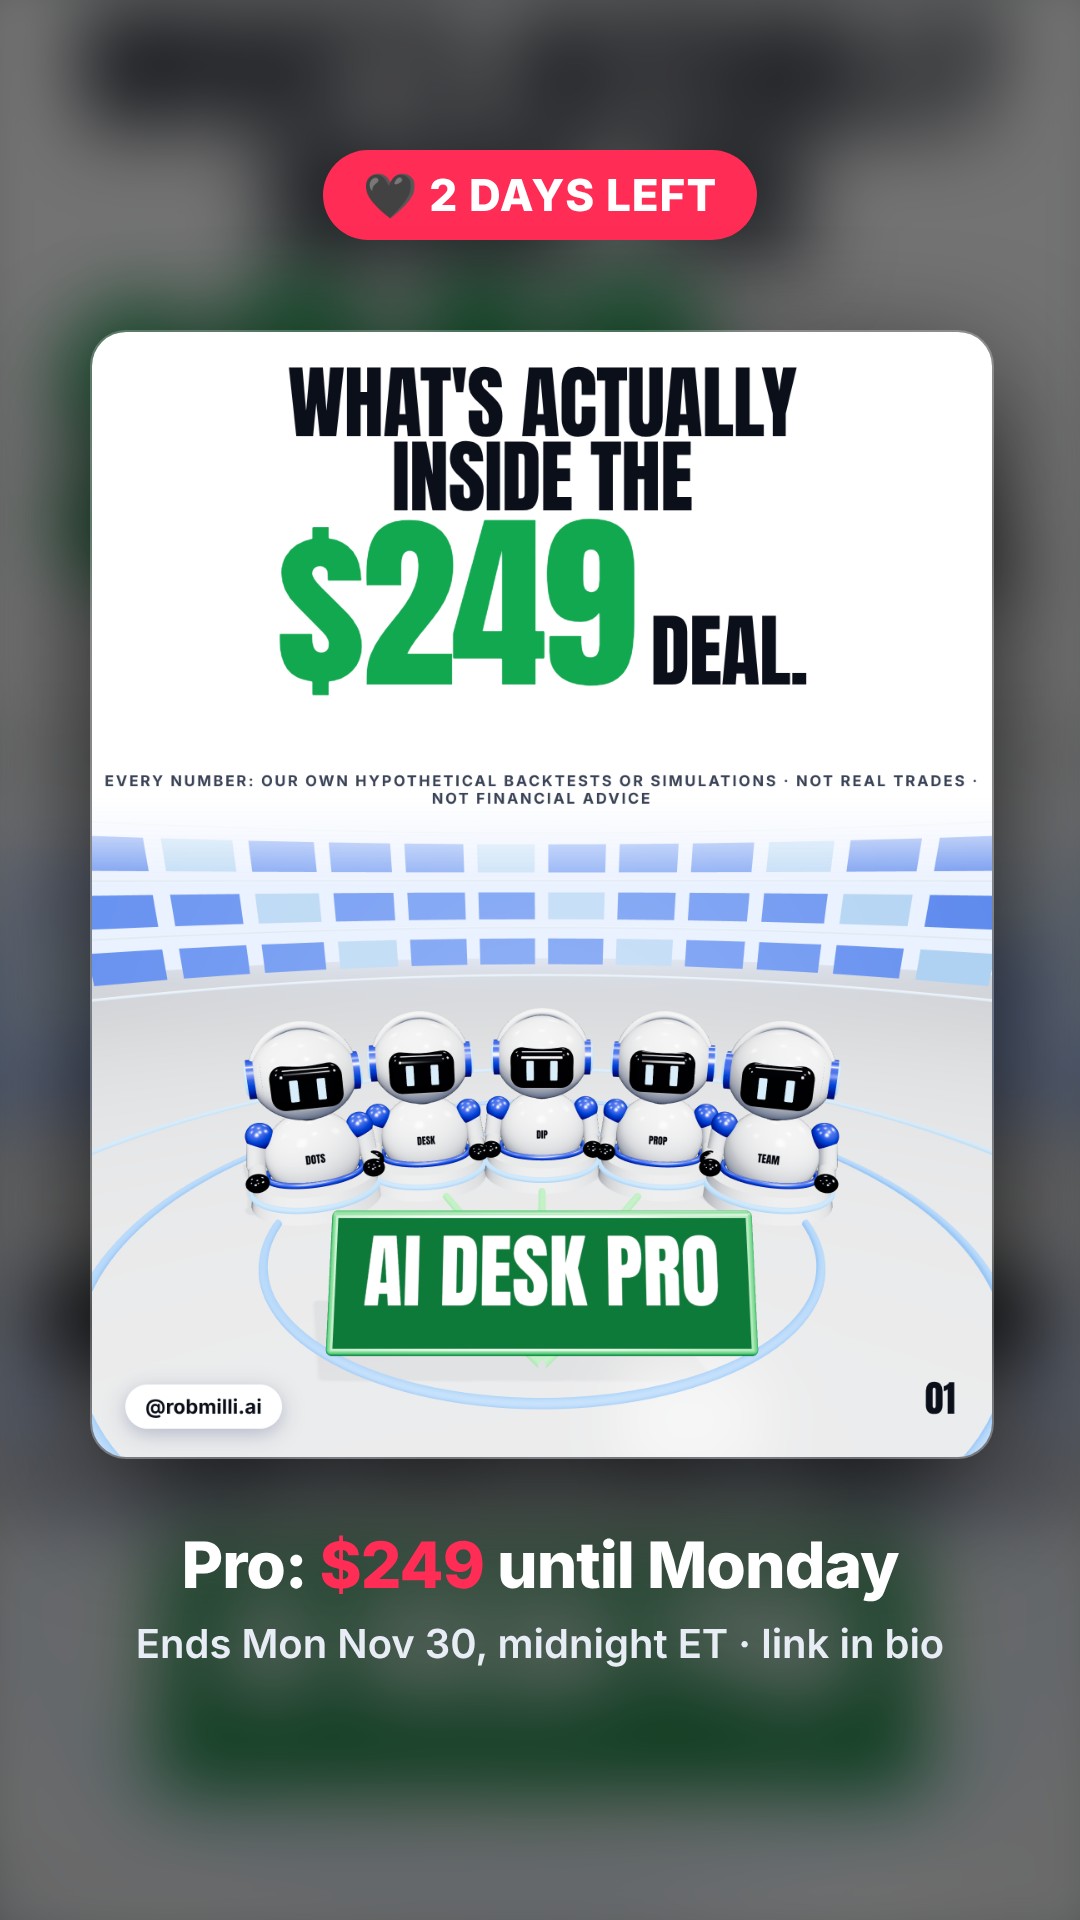 🖤 2 DAYS LEFT
WHAT'S ACTUALLY
INSIDE THE
$249 DEAL.
EVERY NUMBER: OUR OWN HYPOTHETICAL BACKTESTS OR SIMULATIONS · NOT REAL TRADES ·
NOT FINANCIAL ADVICE
DOTS
DESK
DIP
PROP
TEAM
AI DESK PRO
@robmilli.ai
01
Pro: $249 until Monday
Ends Mon Nov 30, midnight ET · link in bio